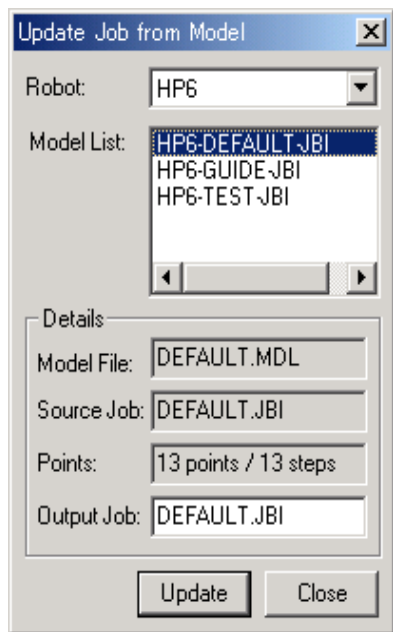 Update Job from Model
Robot: HP6
Model List: HP6-DEFAULT-JBI
HP6-GUIDE-JBI
HP6-TEST-JBI
Details
Model File: DEFAULT.MDL
Source Job: DEFAULT.JBI
Points: 13 points / 13 steps
Output Job: DEFAULT.JBI
Update Close